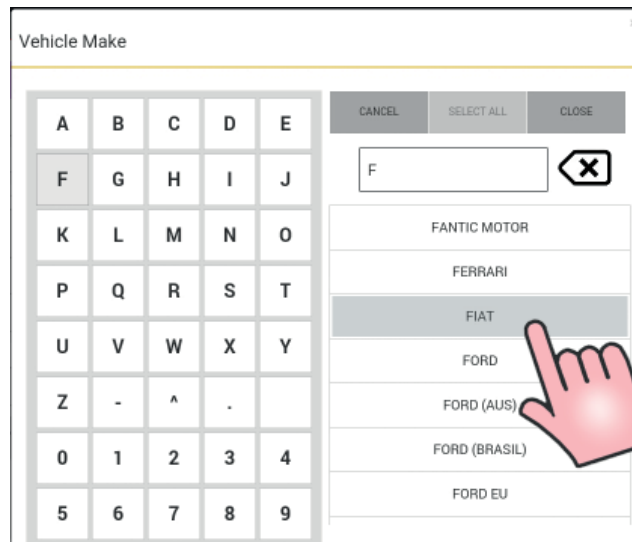 Vehicle Make
A B C D E
F G H I J
K L M N O
P Q R S T
U V W X Y
Z - ^ .
0 1 2 3 4
5 6 7 8 9
CANCEL SELECT ALL CLOSE
F
FANTIC MOTOR
FERRARI
FIAT
FORD
FORD (AUS)
FORD (BRASIL)
FORD EU